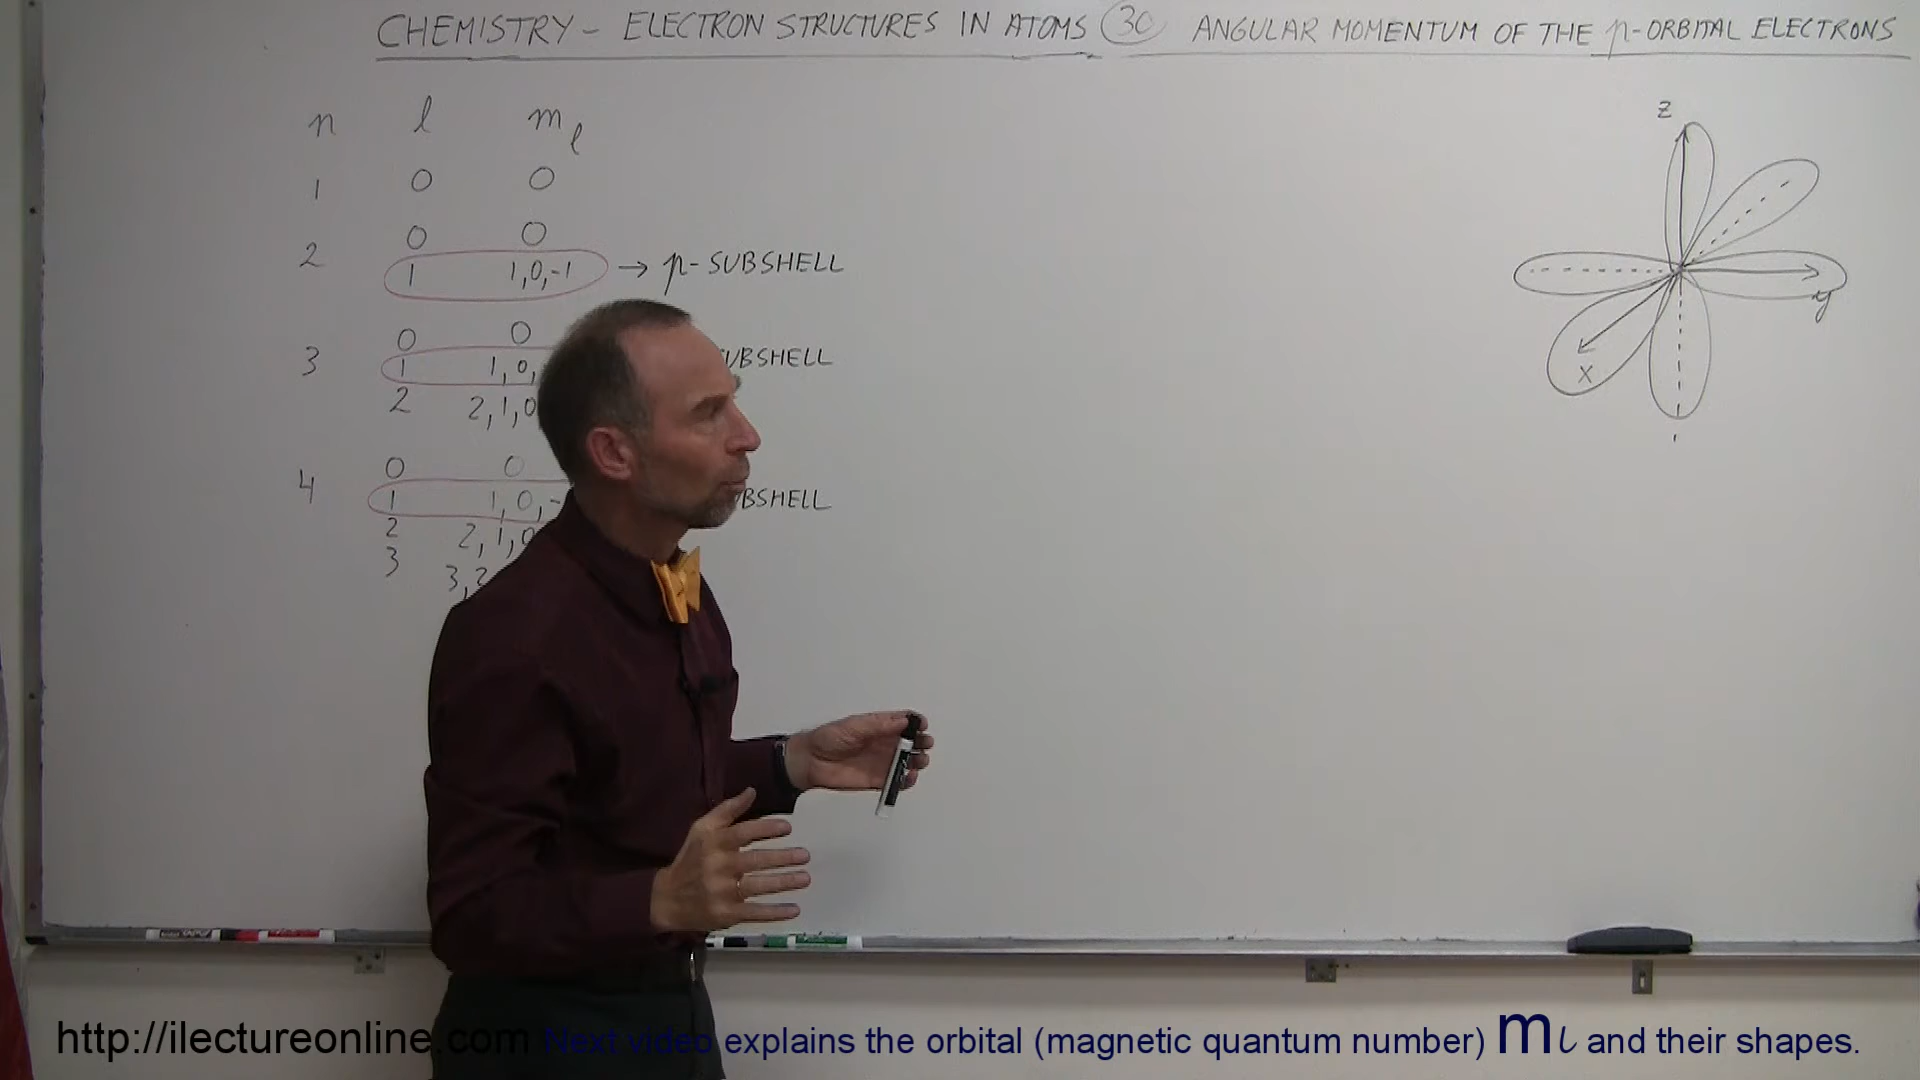 CHEMISTRY - ELECTRON STRUCTURES IN ATOMS 30 ANGULAR MOMENTUM OF THE p-ORBITAL ELECTRONS
n l m l
1 0 0
2 0 0
1 1,0,-1 → p-SUBSHELL
3 0 0
1 1,0, UBSHELL
2 2,1,0
4 0 0
1 1,0,- BSHELL
2 2,1,0
3 3,2
z
y
x
http://ilectureonline.com Next video explains the orbital (magnetic quantum number) ml and their shapes.